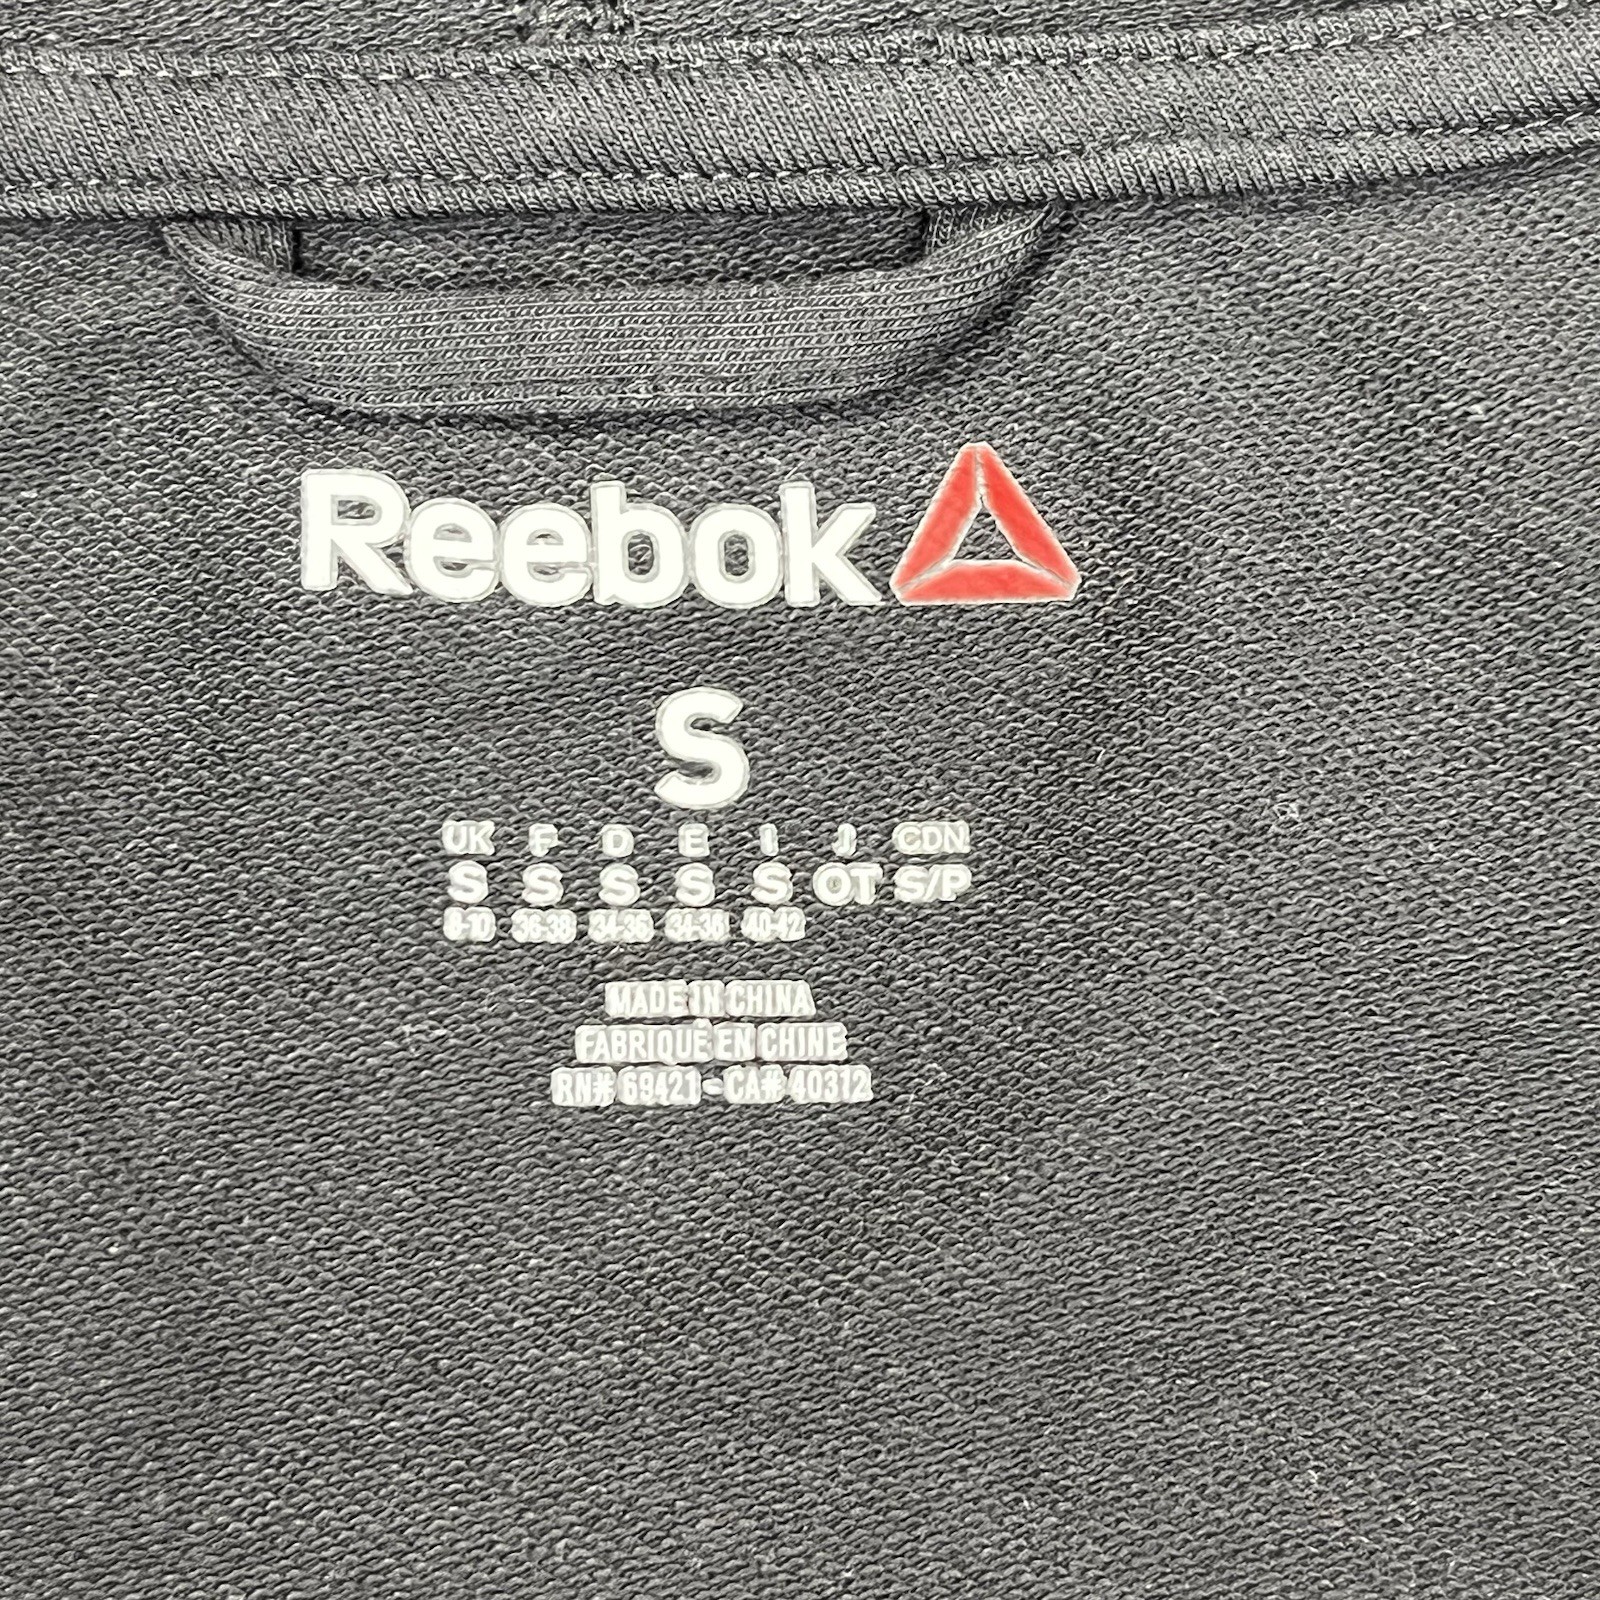 Reebok
S
UK F D E I J CDN
S S S S S OT S/P
8-10 36-38 34-36 34-36 40-42
MADE IN CHINA
FABRIQUÉ EN CHINE
RN# 69421 - CA# 40312